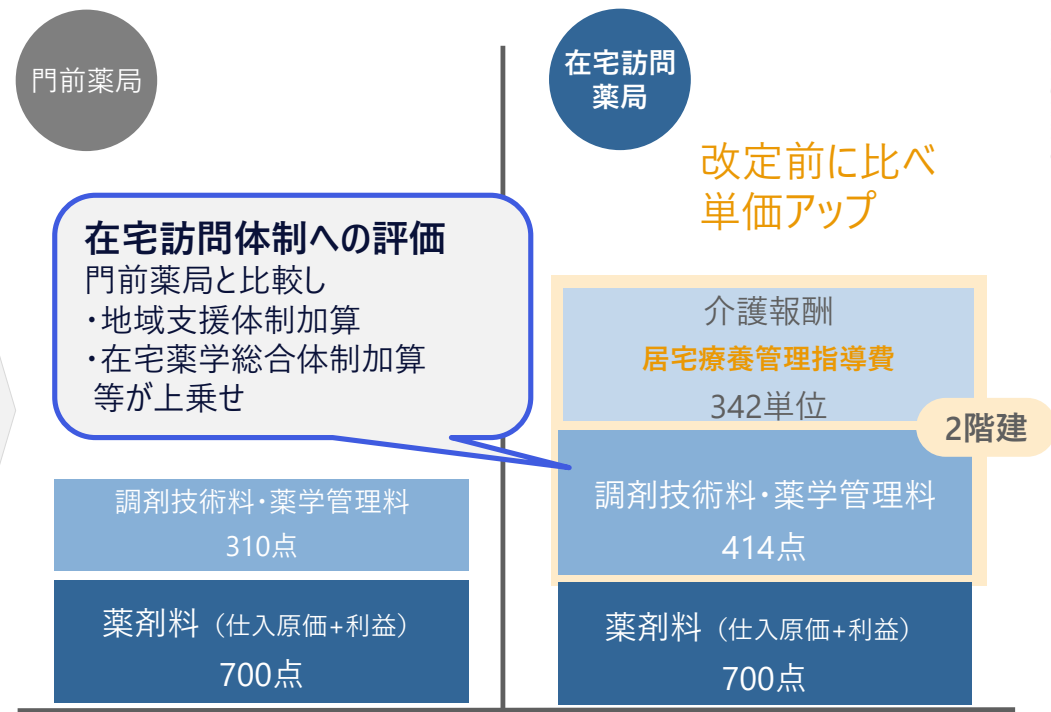 門前薬局
在宅訪問
薬局
改定前に比べ
単価アップ
在宅訪問体制への評価
門前薬局と比較し
・地域支援体制加算
・在宅薬学総合体制加算
等が上乗せ
介護報酬
居宅療養管理指導費
342単位
2階建
調剤技術料・薬学管理料
310点
調剤技術料・薬学管理料
414点
薬剤料（仕入原価+利益）
700点
薬剤料（仕入原価+利益）
700点